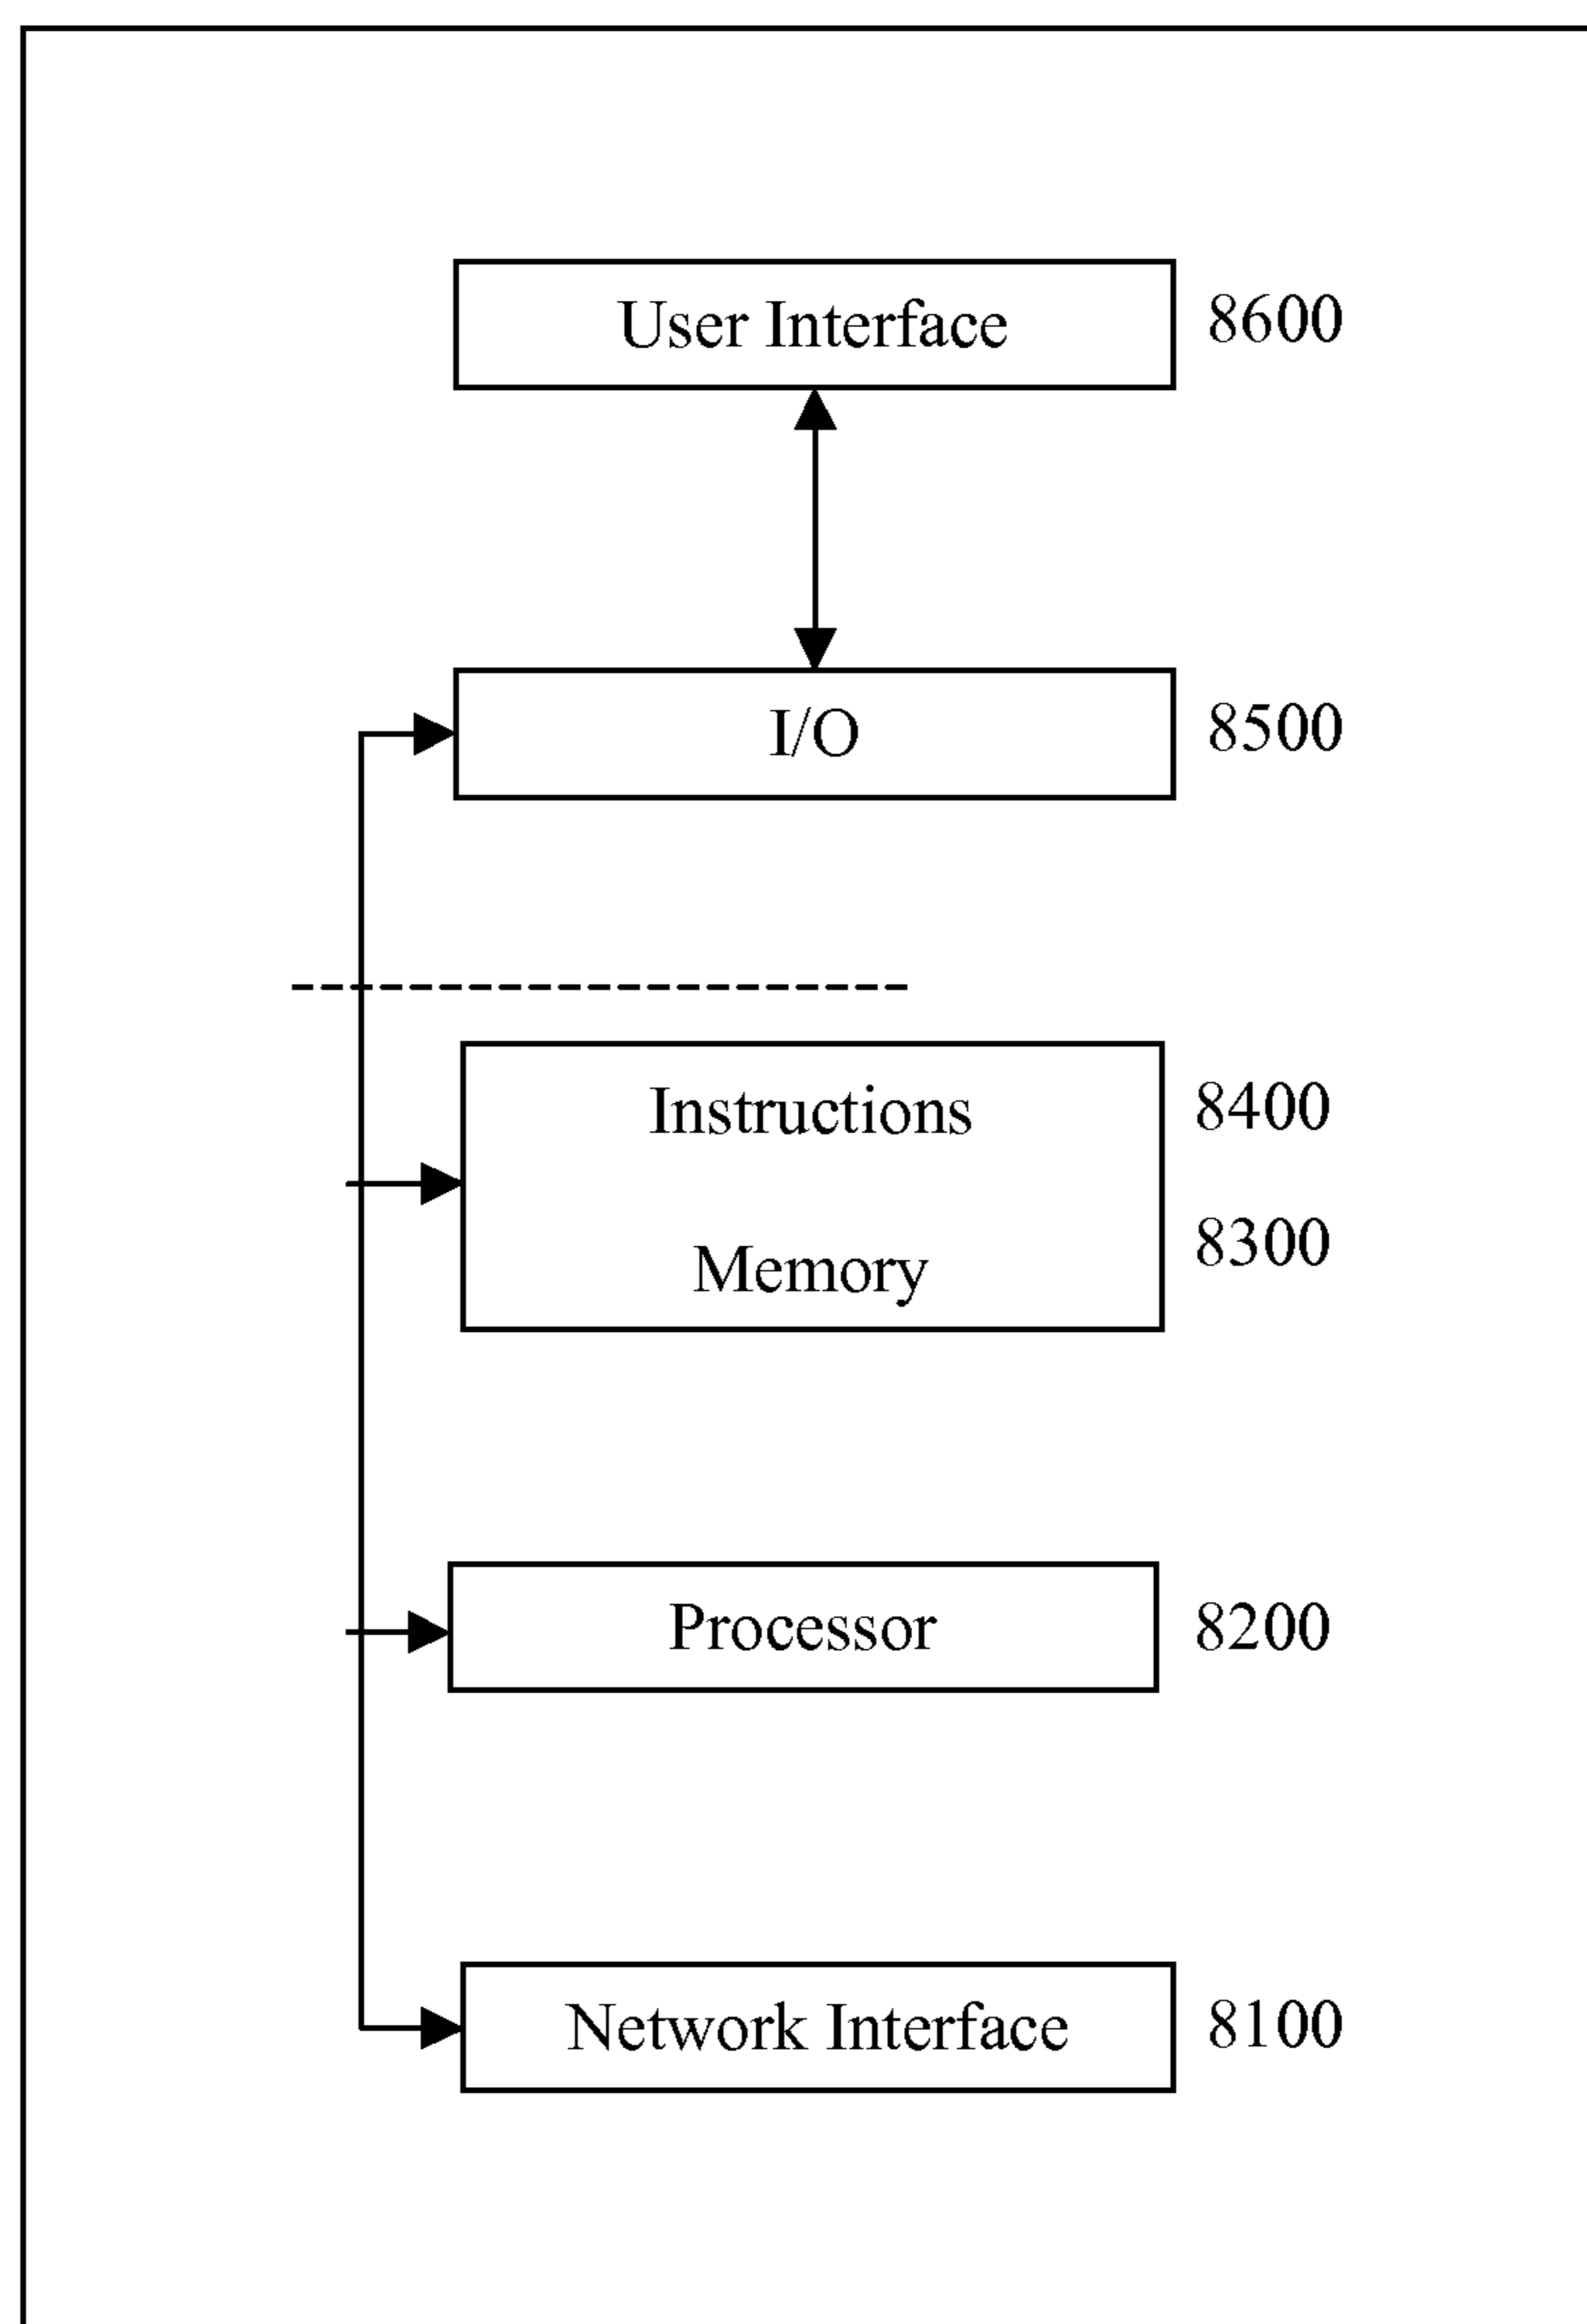 User Interface 8600
I/O 8500
Instructions 8400
Memory 8300
Processor 8200
Network Interface 8100